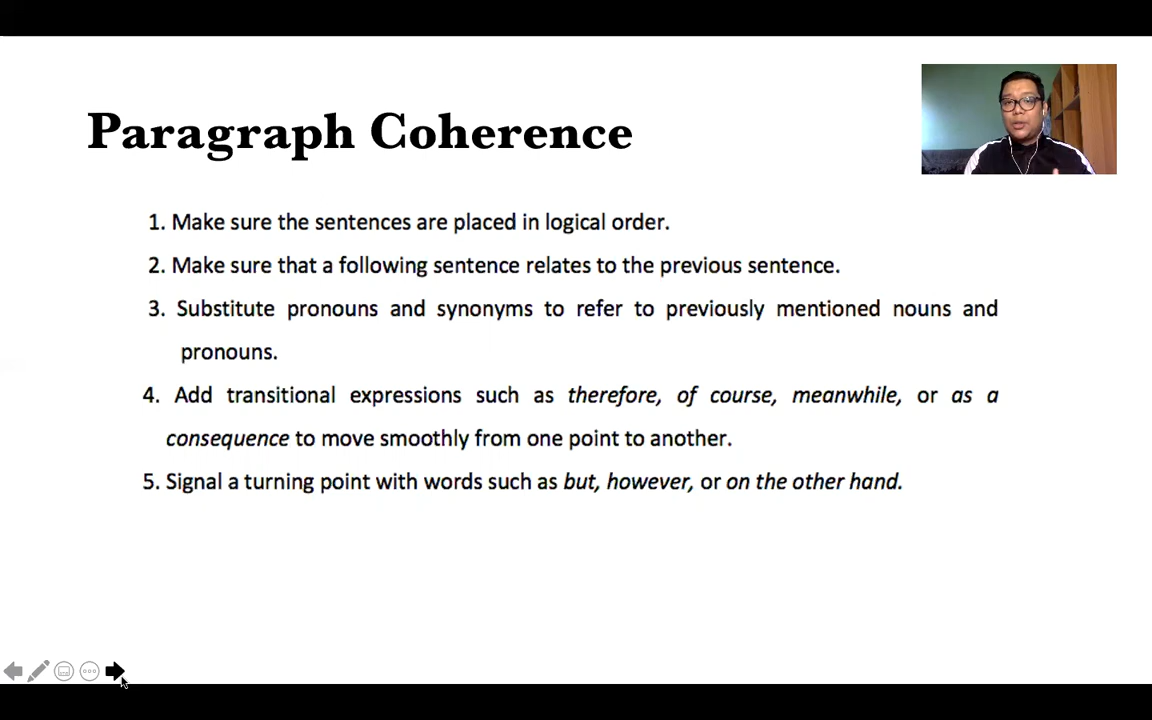 Paragraph Coherence
1. Make sure the sentences are placed in logical order.
2. Make sure that a following sentence relates to the previous sentence.
3. Substitute pronouns and synonyms to refer to previously mentioned nouns and
pronouns.
4. Add transitional expressions such as therefore, of course, meanwhile, or as a
consequence to move smoothly from one point to another.
5. Signal a turning point with words such as but, however, or on the other hand.